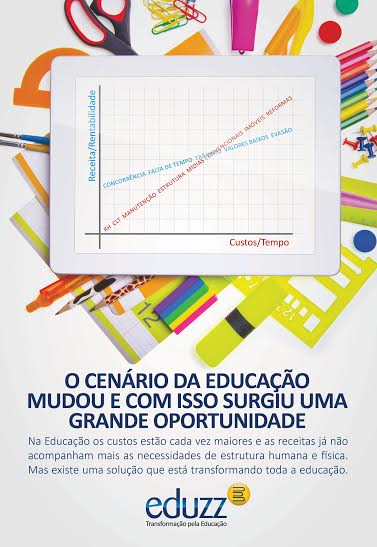 Receita/Rentabilidade
CONCORRÊNCIA FALTA DE TEMPO TRÂNSITO VALORES BAIXOS EVASÃO
RH CLT MANUTENÇÃO ESTRUTURA MÍDIAS CONVENCIONAIS IMÓVEIS REFORMAS
Custos/Tempo
O CENÁRIO DA EDUCAÇÃO
MUDOU E COM ISSO SURGIU UMA
GRANDE OPORTUNIDADE
Na Educação os custos estão cada vez maiores e as receitas já não
acompanham mais as necessidades de estrutura humana e física.
Mas existe uma solução que está transformando toda a educação.
eduzz
Transformação pela Educação